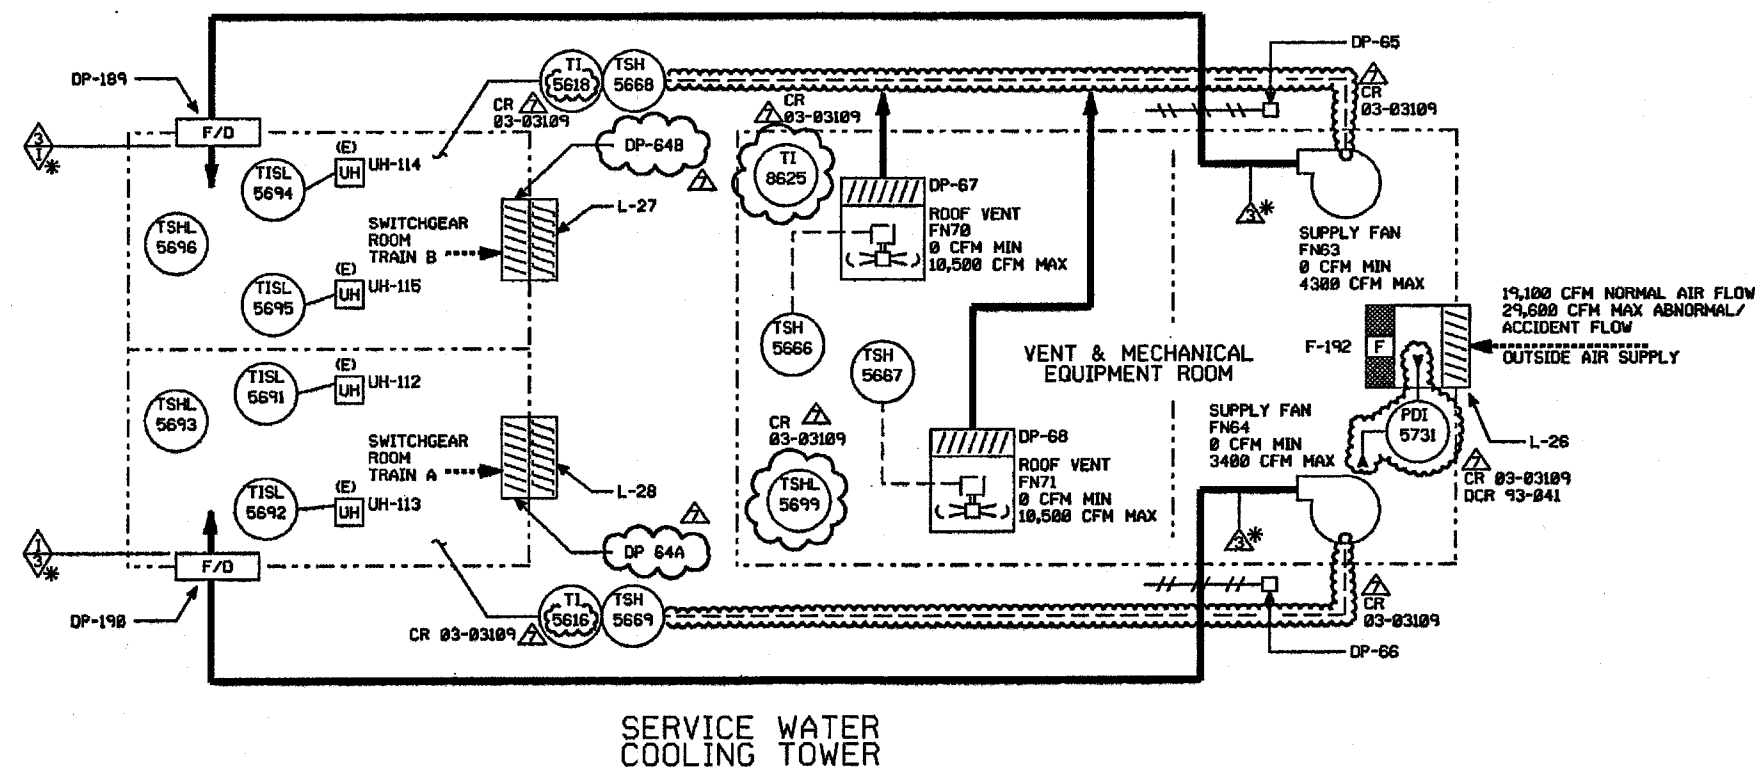 DP-65
DP-189
TI
5618
TSH
5668
7
CR
03-03109
CR 7
03-03109
7 CR
03-03109
F/D
3
1 *
DP-64B
7
TI
8625
(E)
UH
UH-114
TISL
5694
DP-67
L-27
ROOF VENT
FN70
0 CFM MIN
10,500 CFM MAX
3 *
TSHL
5696
SWITCHGEAR
ROOM
TRAIN B
SUPPLY FAN
FN63
0 CFM MIN
4300 CFM MAX
(E)
UH
UH-115
TISL
5695
19,100 CFM NORMAL AIR FLOW
29,600 CFM MAX ABNORMAL/
ACCIDENT FLOW
OUTSIDE AIR SUPPLY
F-192
F
TSH
5666
TSH
5667
VENT & MECHANICAL
EQUIPMENT ROOM
(E)
UH
UH-112
TISL
5691
TSHL
5693
CR 7
03-03109
SUPPLY FAN
FN64
0 CFM MIN
3400 CFM MAX
PDI
5731
L-26
7
CR 03-03109
DCR 93-041
SWITCHGEAR
ROOM
TRAIN A
DP-68
ROOF VENT
FN71
0 CFM MIN
10,500 CFM MAX
TSHL
5699
L-28
(E)
UH
UH-113
TISL
5692
7
DP 64A
3 *
1
3 *
F/D
DP-190
TI
5616
TSH
5669
CR 03-03109 7
7
CR
03-03109
DP-66
SERVICE WATER
COOLING TOWER